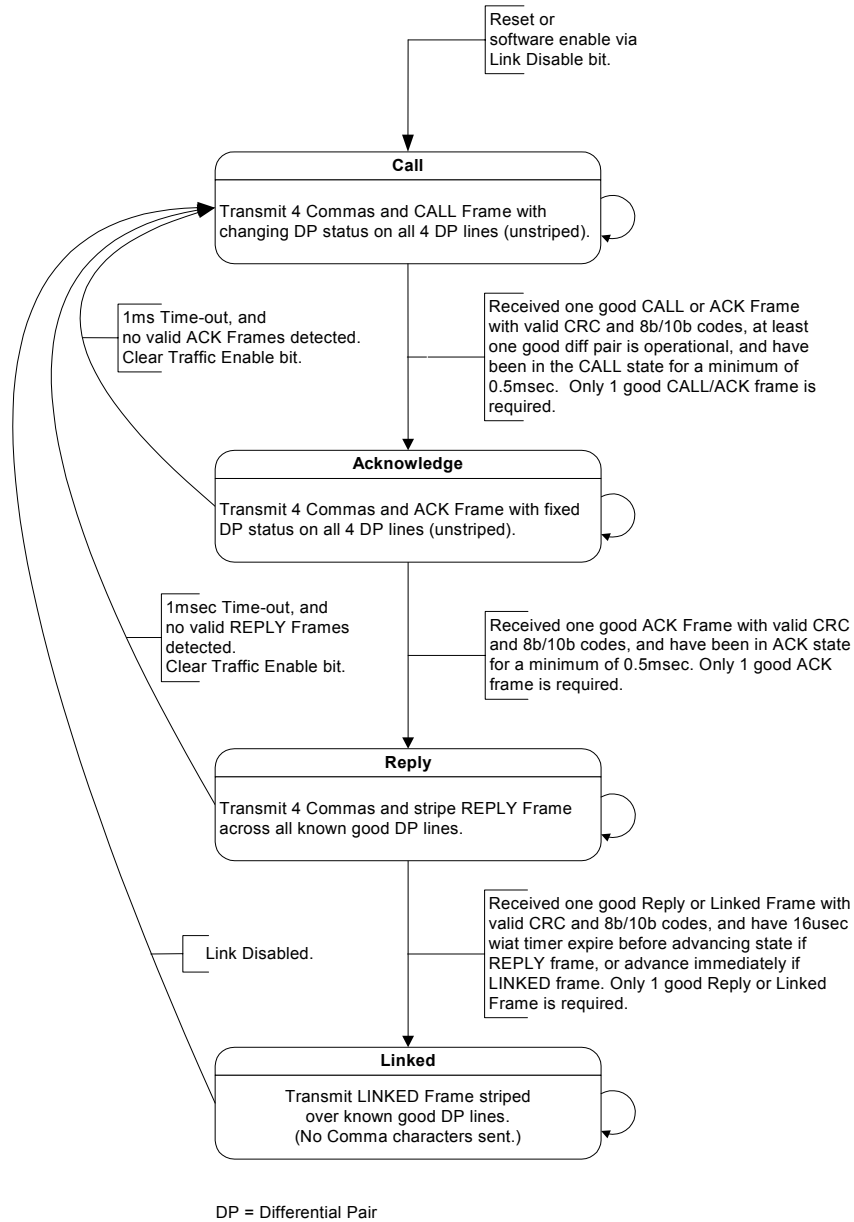 Reset or
software enable via
Link Disable bit.
Call
Transmit 4 Commas and CALL Frame with
changing DP status on all 4 DP lines (unstriped).
1ms Time-out, and
no valid ACK Frames detected.
Clear Traffic Enable bit.
Received one good CALL or ACK Frame
with valid CRC and 8b/10b codes, at least
one good diff pair is operational, and have
been in the CALL state for a minimum of
0.5msec. Only 1 good CALL/ACK frame is
required.
Acknowledge
Transmit 4 Commas and ACK Frame with fixed
DP status on all 4 DP lines (unstriped).
1msec Time-out, and
no valid REPLY Frames
detected.
Clear Traffic Enable bit.
Received one good ACK Frame with valid CRC
and 8b/10b codes, and have been in ACK state
for a minimum of 0.5msec. Only 1 good ACK
frame is required.
Reply
Transmit 4 Commas and stripe REPLY Frame
across all known good DP lines.
Link Disabled.
Received one good Reply or Linked Frame with
valid CRC and 8b/10b codes, and have 16usec
wiat timer expire before advancing state if
REPLY frame, or advance immediately if
LINKED frame. Only 1 good Reply or Linked
Frame is required.
Linked
Transmit LINKED Frame striped
over known good DP lines.
(No Comma characters sent.)
DP = Differential Pair